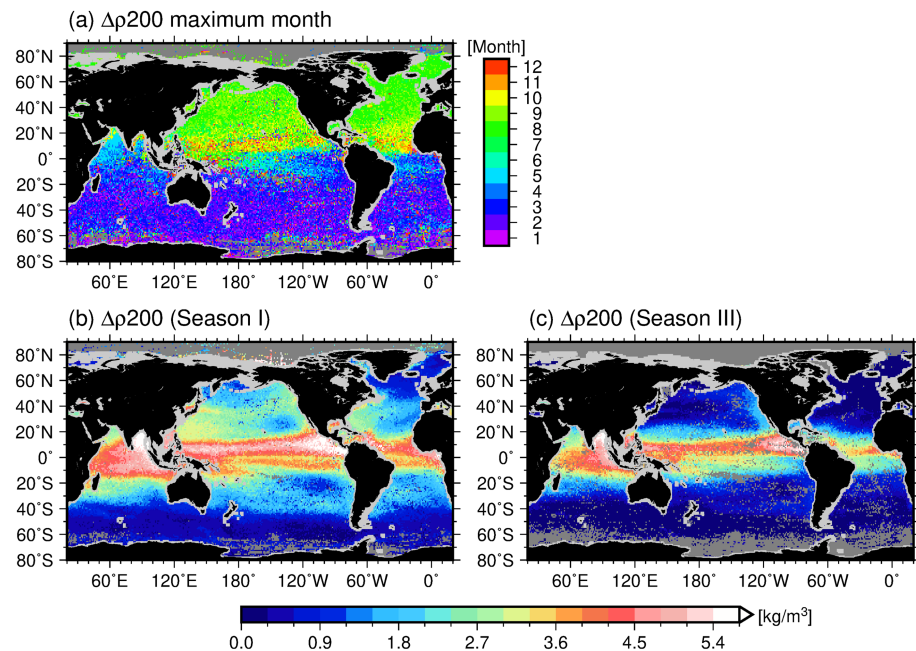 (a) Δρ200 maximum month
[Month]
80˚N
60˚N
40˚N
20˚N
0˚
20˚S
40˚S
60˚S
80˚S
60˚E 120˚E 180˚ 120˚W 60˚W 0˚
12
11
10
9
8
7
6
5
4
3
2
1
(b) Δρ200 (Season I)
80˚N
60˚N
40˚N
20˚N
0˚
20˚S
40˚S
60˚S
80˚S
60˚E 120˚E 180˚ 120˚W 60˚W 0˚
(c) Δρ200 (Season III)
80˚N
60˚N
40˚N
20˚N
0˚
20˚S
40˚S
60˚S
80˚S
60˚E 120˚E 180˚ 120˚W 60˚W 0˚
[kg/m³]
0.0 0.9 1.8 2.7 3.6 4.5 5.4